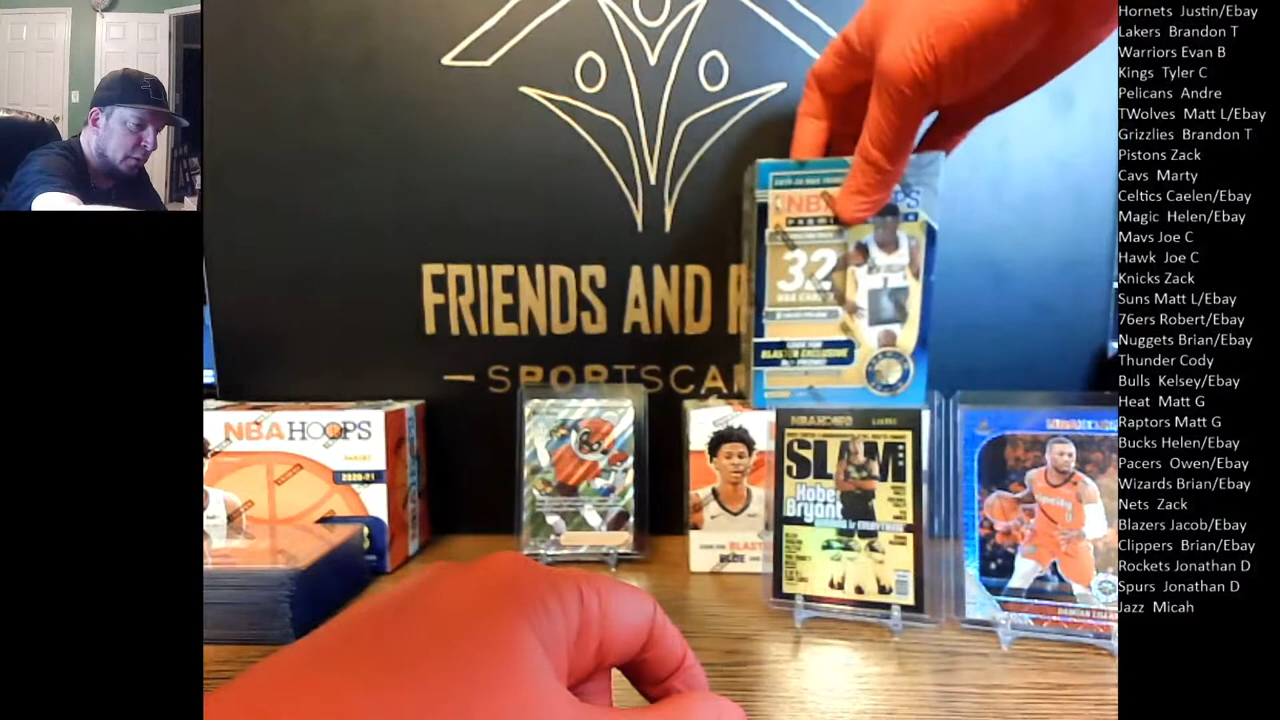 FRIENDS AND
NBA
32
NBA HOOPS
2020-21
SLAM
Kobe
Bryant
Hornets Justin/Ebay
Lakers Brandon T
Warriors Evan B
Kings Tyler C
Pelicans Andre
TWolves Matt L/Ebay
Grizzlies Brandon T
Pistons Zack
Cavs Marty
Celtics Caelen/Ebay
Magic Helen/Ebay
Mavs Joe C
Hawk Joe C
Knicks Zack
Suns Matt L/Ebay
76ers Robert/Ebay
Nuggets Brian/Ebay
Thunder Cody
Bulls Kelsey/Ebay
Heat Matt G
Raptors Matt G
Bucks Helen/Ebay
Pacers Owen/Ebay
Wizards Brian/Ebay
Nets Zack
Blazers Jacob/Ebay
Clippers Brian/Ebay
Rockets Jonathan D
Spurs Jonathan D
Jazz Micah